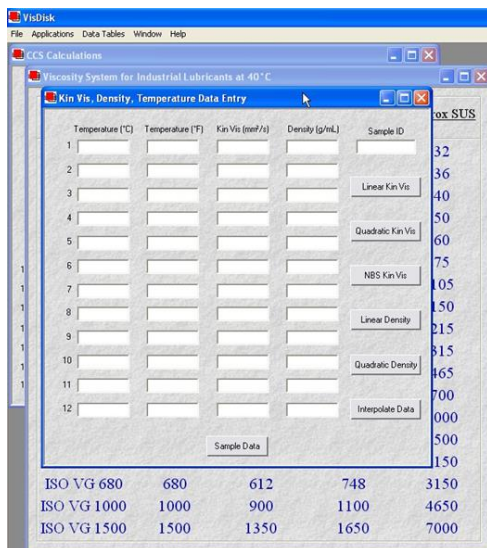 VisDisk
File Applications Data Tables Window Help
CCS Calculations
Viscosity System for Industrial Lubricants at 40°C
Kin Vis, Density, Temperature Data Entry
rox SUS
Temperature (°C) Temperature (°F) Kin Vis (mm²/s) Density (g/mL) Sample ID
1
32
2
36
3 Linear Kin Vis
40
4
50
Quadratic Kin Vis
5
60
6
75
NBS Kin Vis
7
105
8
150
Linear Density
9
215
315
10 Quadratic Density
465
11
700
12 Interpolate Data
000
Sample Data
500
150
ISO VG 680 680 612 748 3150
ISO VG 1000 1000 900 1100 4650
ISO VG 1500 1500 1350 1650 7000